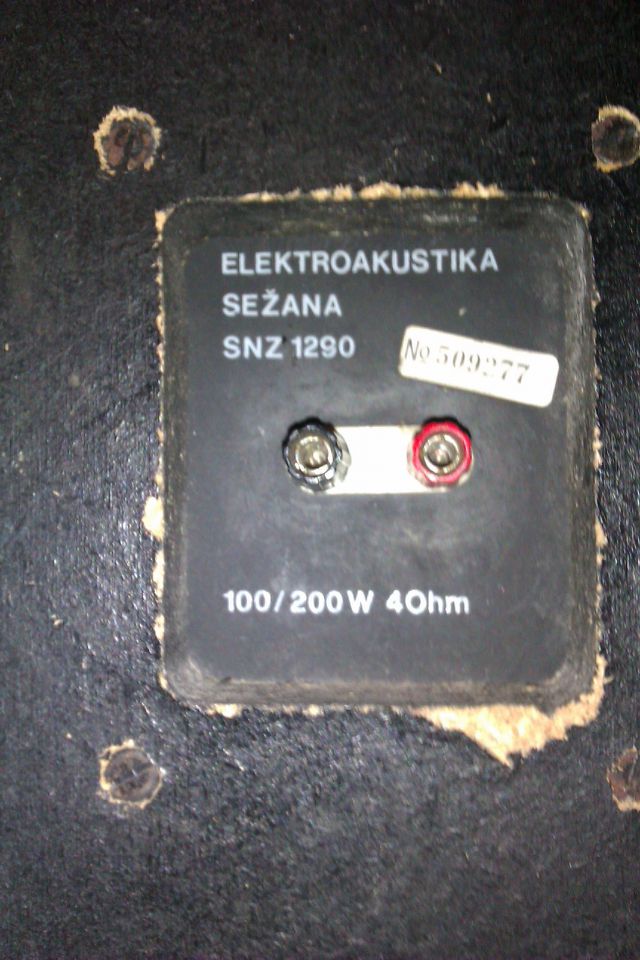 ELEKTROAKUSTIKA
SEŽANA
SNZ 1290
No 509277
100/200W 4Ohm